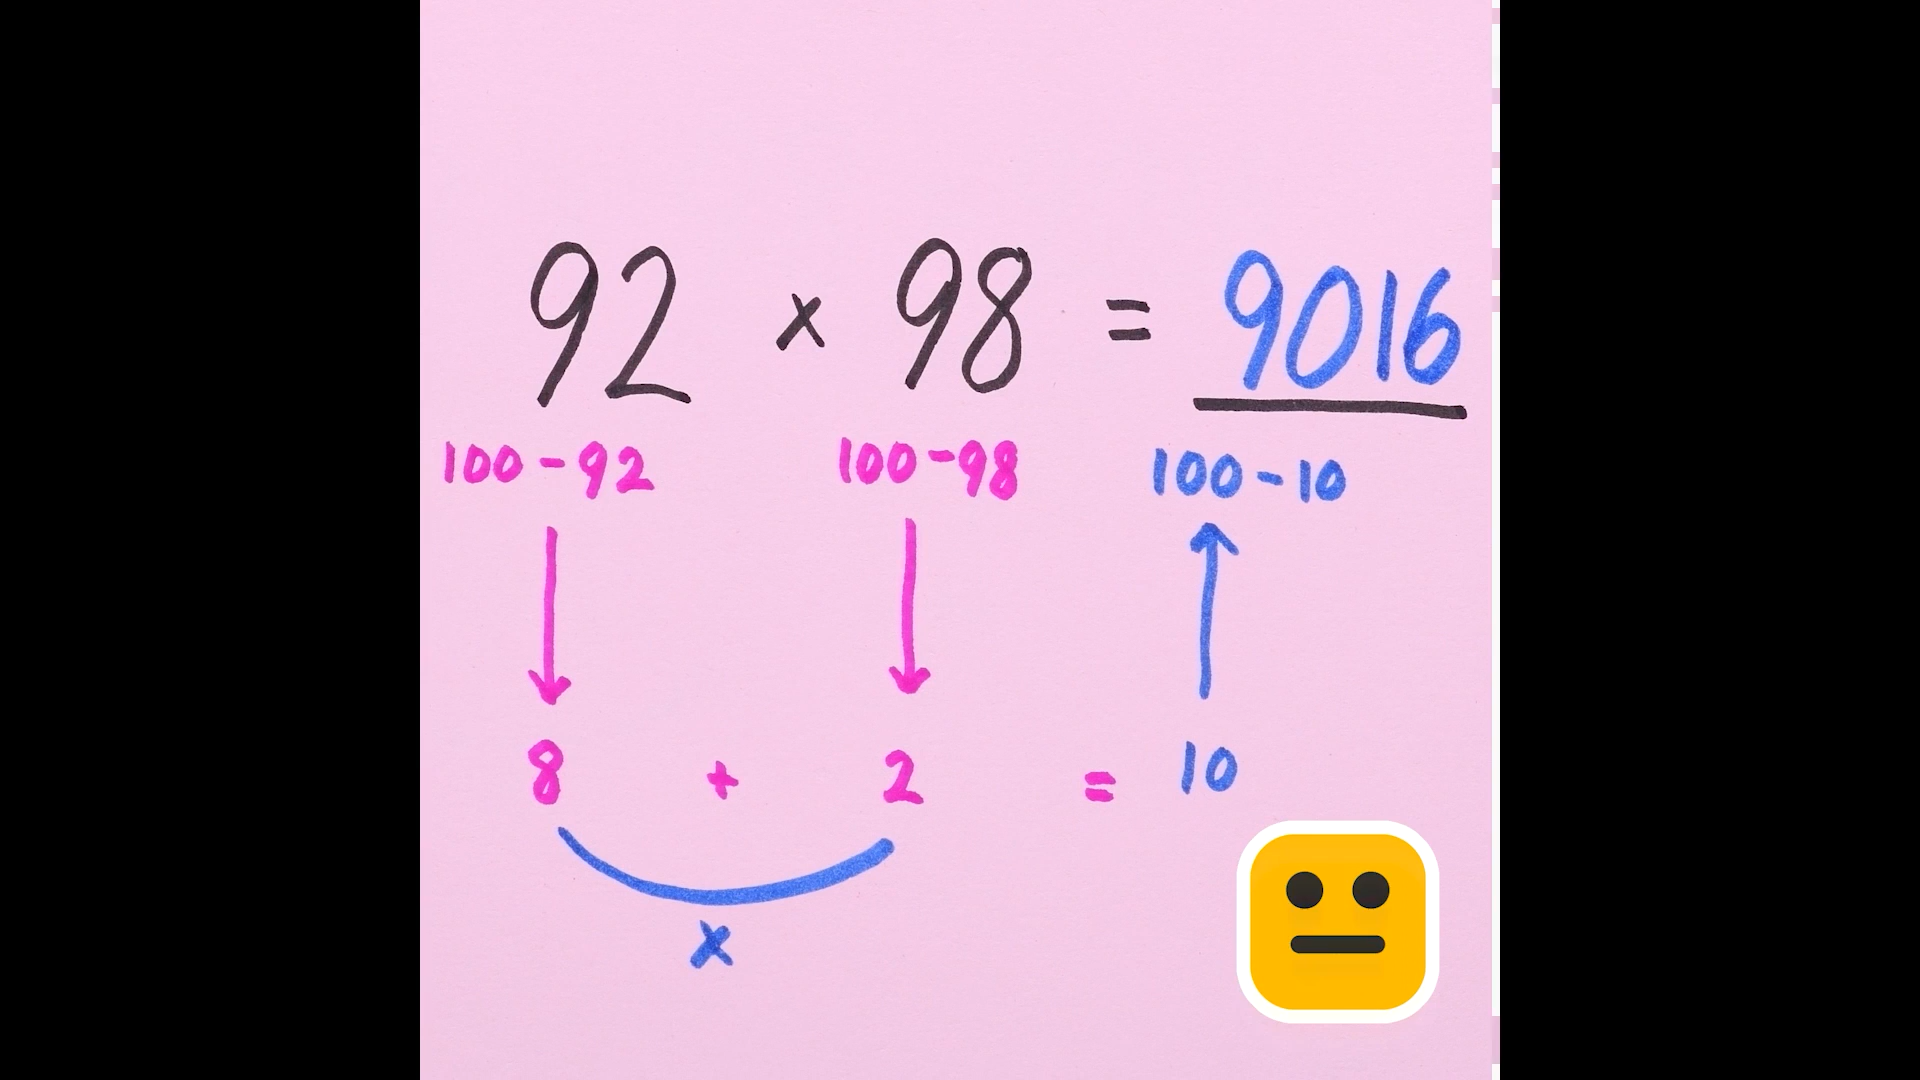 92 x 98 = 9016
100-92 100-98 100-10
8 + 2 = 10
x